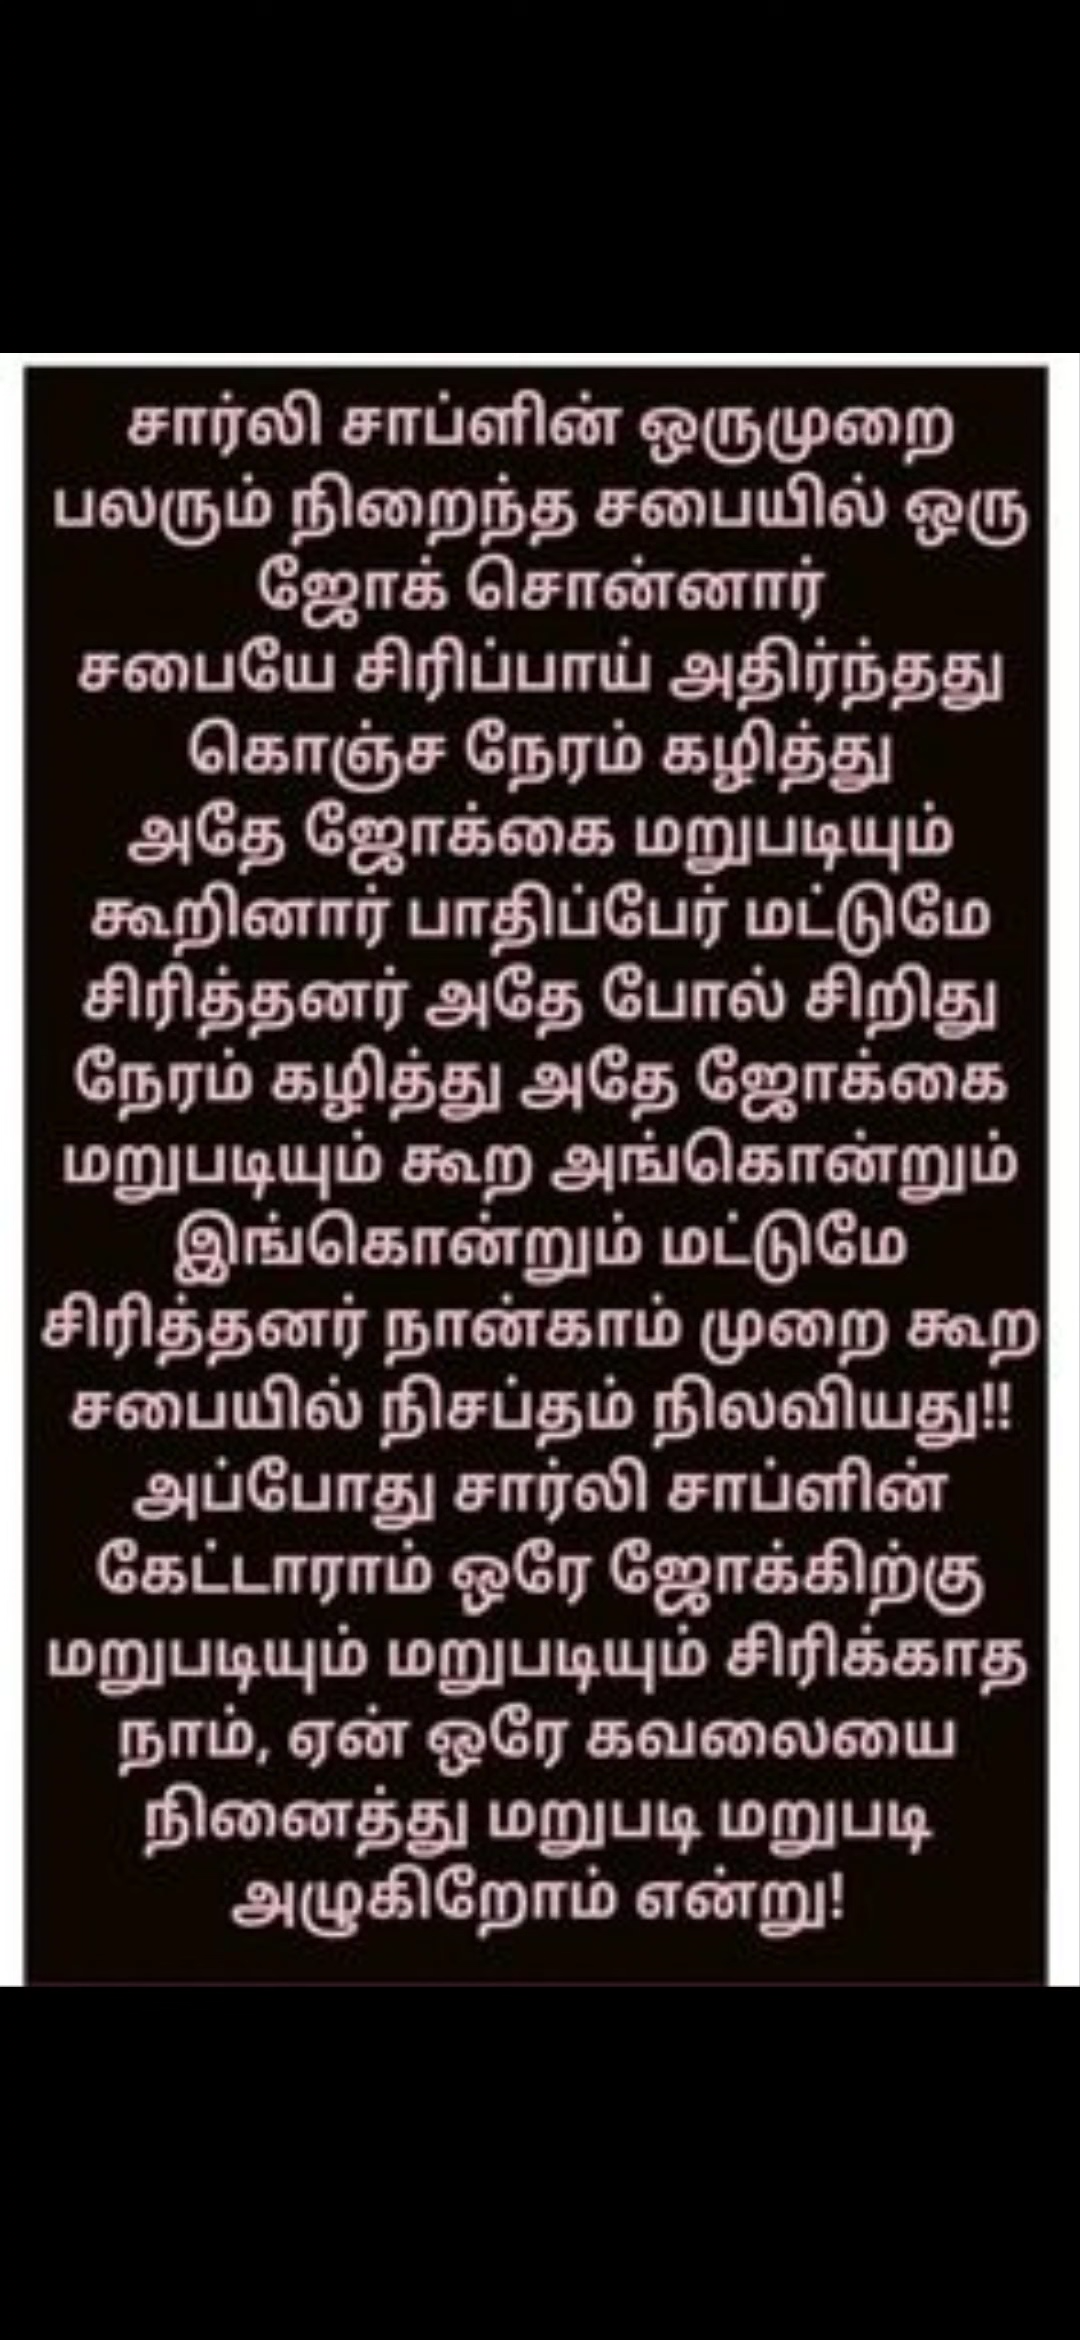 சார்லி சாப்ளின் ஒருமுறை
பலரும் நிறைந்த சபையில் ஒரு
ஜோக் சொன்னார்
சபையே சிரிப்பாய் அதிர்ந்தது
கொஞ்ச நேரம் கழித்து
அதே ஜோக்கை மறுபடியும்
கூறினார் பாதிப்பேர் மட்டுமே
சிரித்தனர் அதே போல் சிறிது
நேரம் கழித்து அதே ஜோக்கை
மறுபடியும் கூற அங்கொன்றும்
இங்கொன்றும் மட்டுமே
சிரித்தனர் நான்காம் முறை கூற
சபையில் நிசப்தம் நிலவியது!!
அப்போது சார்லி சாப்ளின்
கேட்டாராம் ஒரே ஜோக்கிற்கு
மறுபடியும் மறுபடியும் சிரிக்காத
நாம், ஏன் ஒரே கவலையை
நினைத்து மறுபடி மறுபடி
அழுகிறோம் என்று!